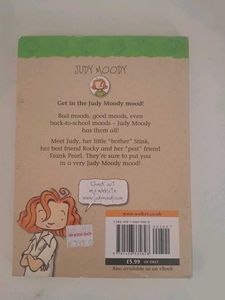 JUDY MOODY
Get in the Judy Moody mood!
Bad moods, good moods, even
back-to-school moods – Judy Moody
has them all!
Meet Judy, her little "bother" Stink,
her best friend Rocky and her "pest" friend
Frank Pearl. They're sure to put you
in a very Judy Moody mood!
Check out
my website
www.judymoody.com
www.walker.co.uk
£5.99 UK ONLY
Also available as an eBook